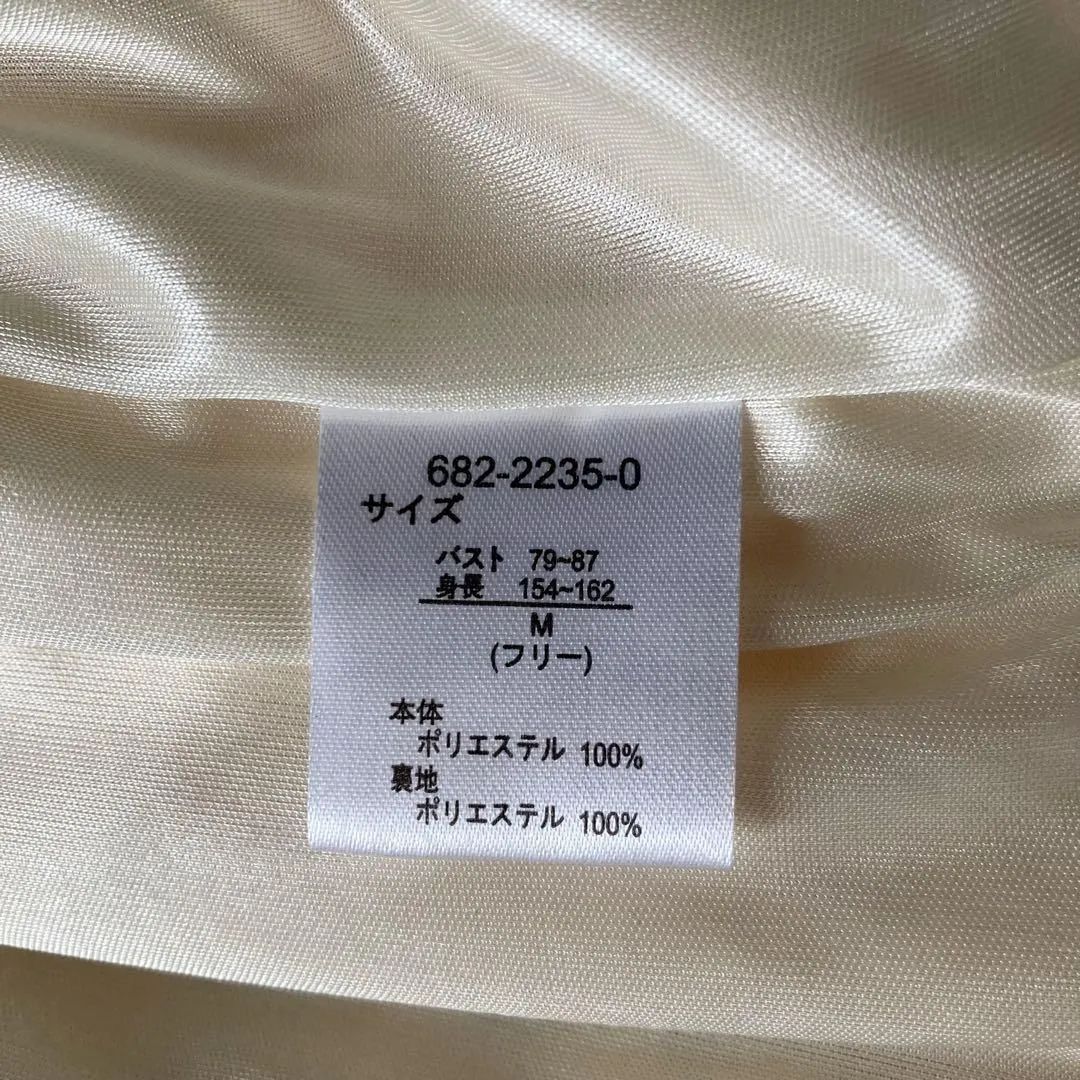 682-2235-0
サイズ
バスト 79~87
身長 154~162
M
(フリー)
本体
ポリエステル 100%
裏地
ポリエステル 100%